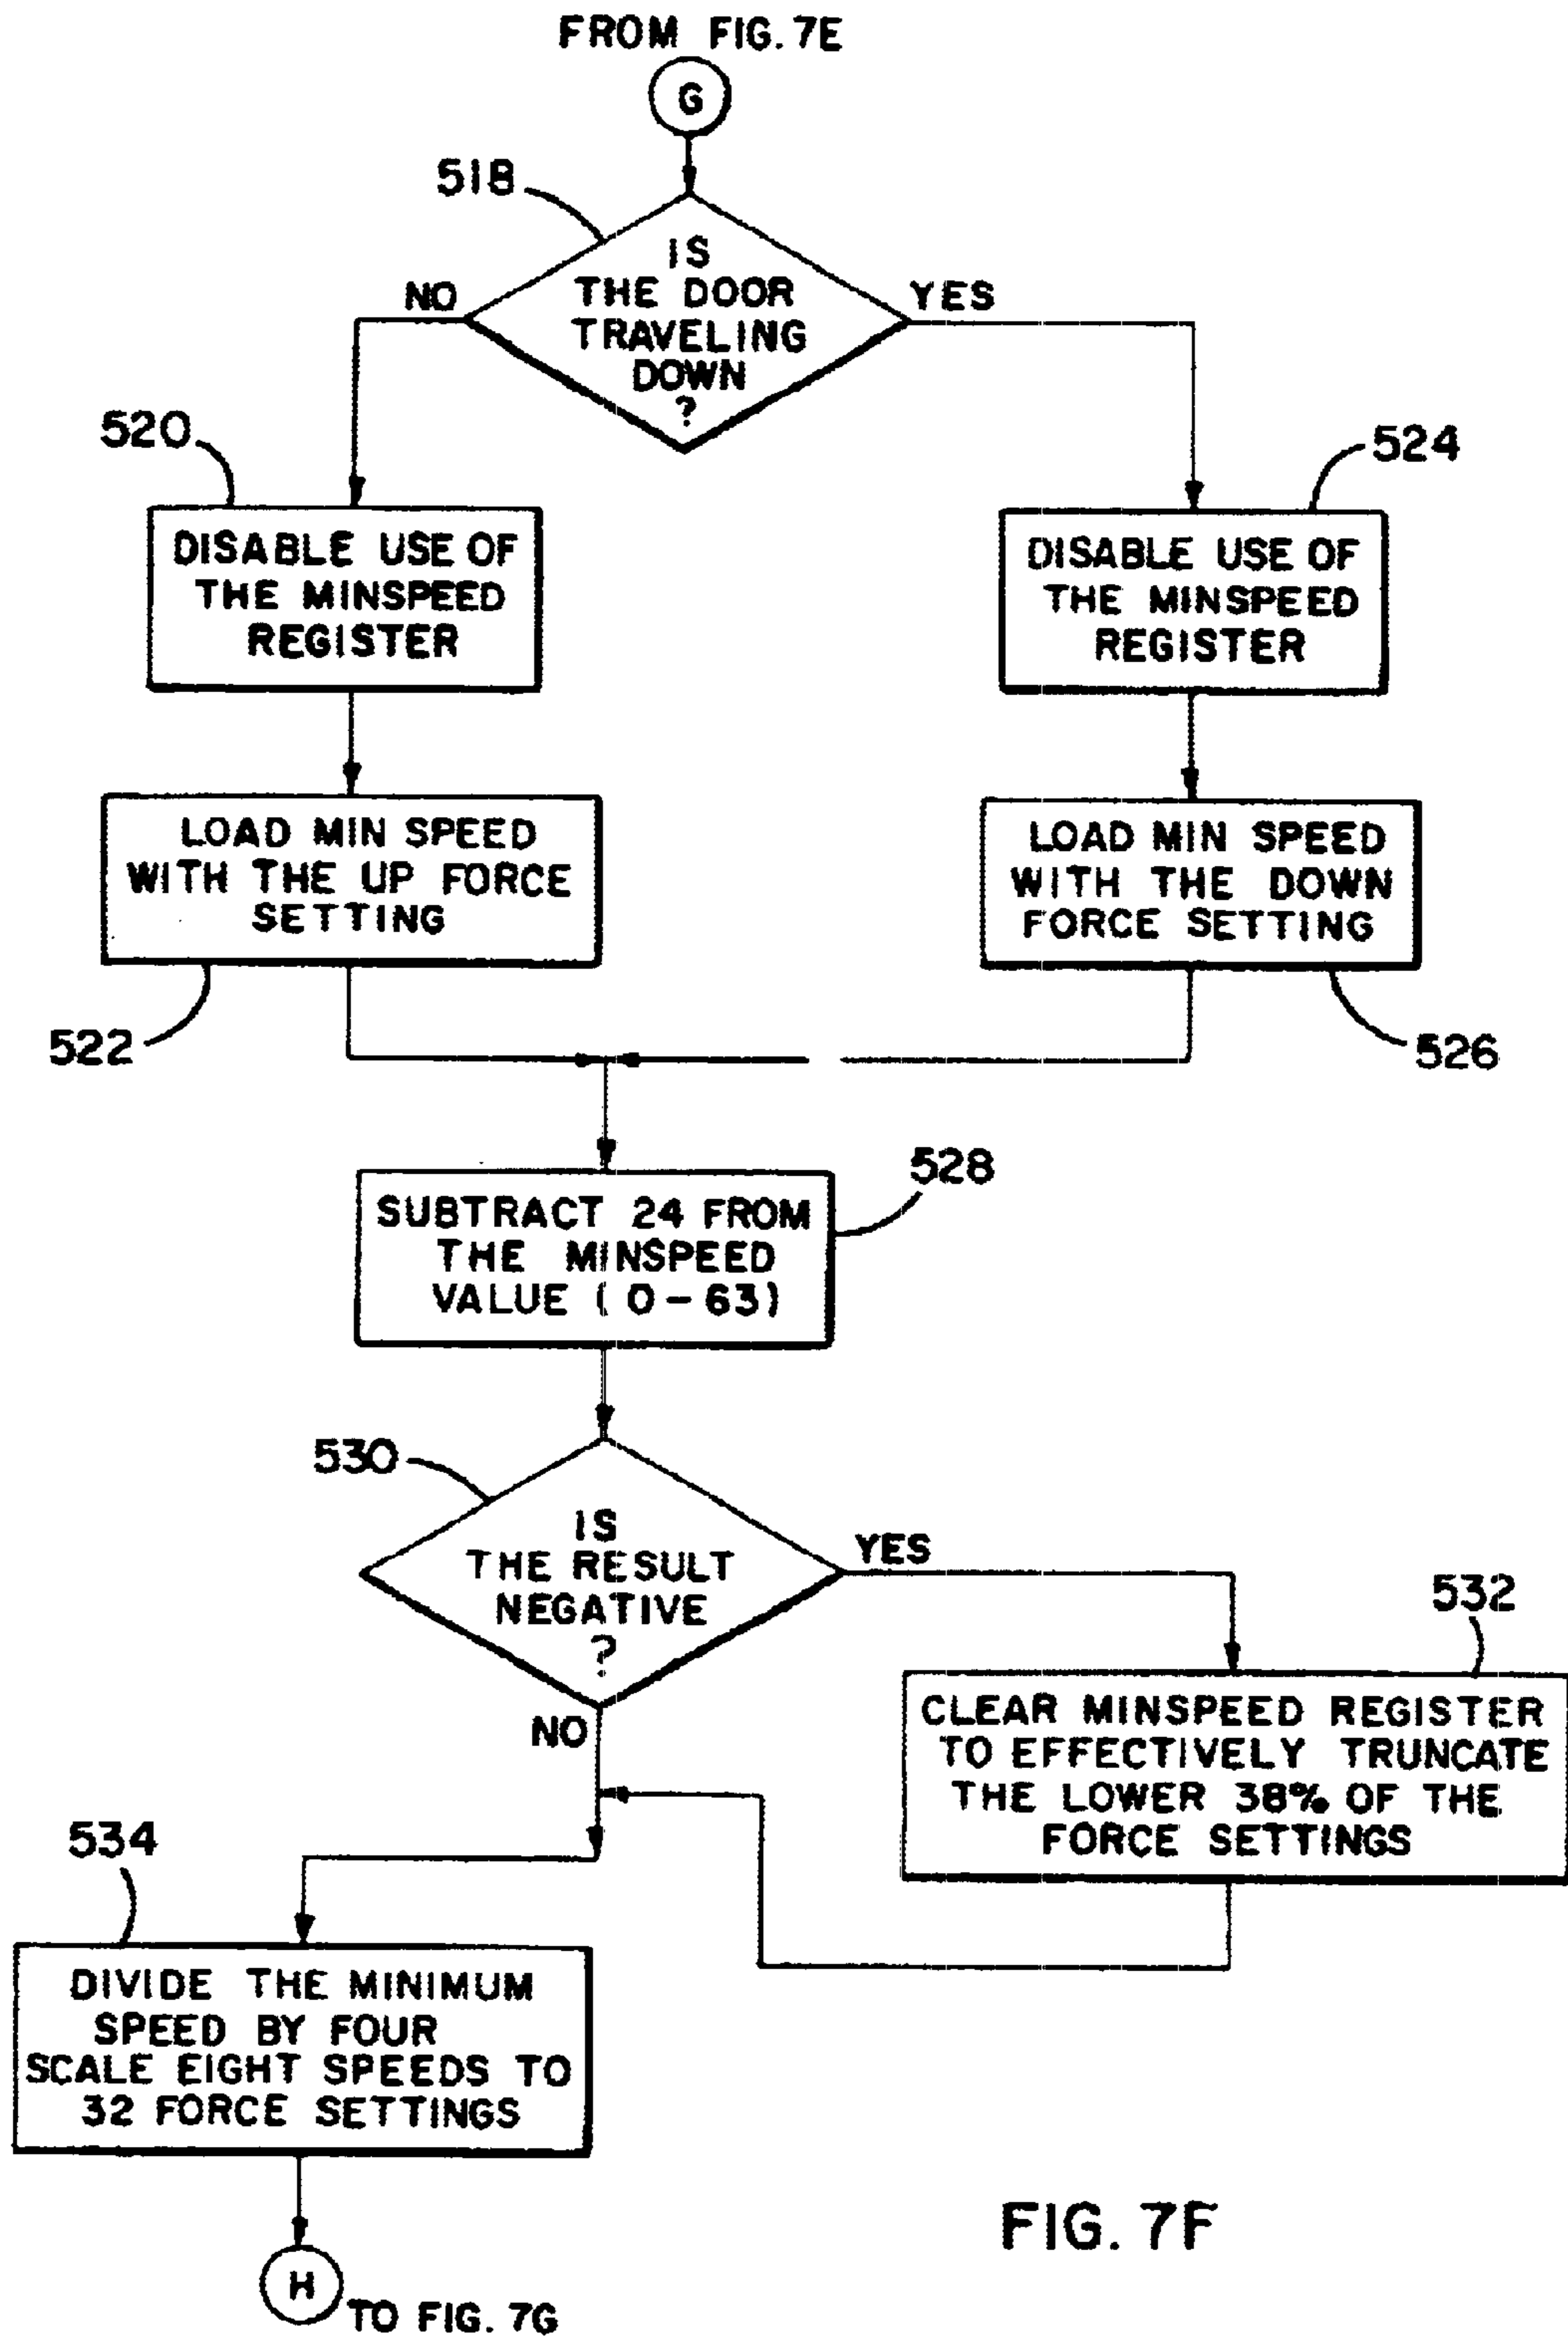 FROM FIG. 7E
G
518
IS
THE DOOR
TRAVELING
DOWN
?
NO
YES
520
DISABLE USE OF
THE MINSPEED
REGISTER
524
DISABLE USE OF
THE MINSPEED
REGISTER
LOAD MIN SPEED
WITH THE UP FORCE
SETTING
522
LOAD MIN SPEED
WITH THE DOWN
FORCE SETTING
526
528
SUBTRACT 24 FROM
THE MINSPEED
VALUE (0-63)
530
IS
THE RESULT
NEGATIVE
?
YES
NO
532
CLEAR MINSPEED REGISTER
TO EFFECTIVELY TRUNCATE
THE LOWER 38% OF THE
FORCE SETTINGS
534
DIVIDE THE MINIMUM
SPEED BY FOUR
SCALE EIGHT SPEEDS TO
32 FORCE SETTINGS
H
TO FIG. 7G
FIG. 7F